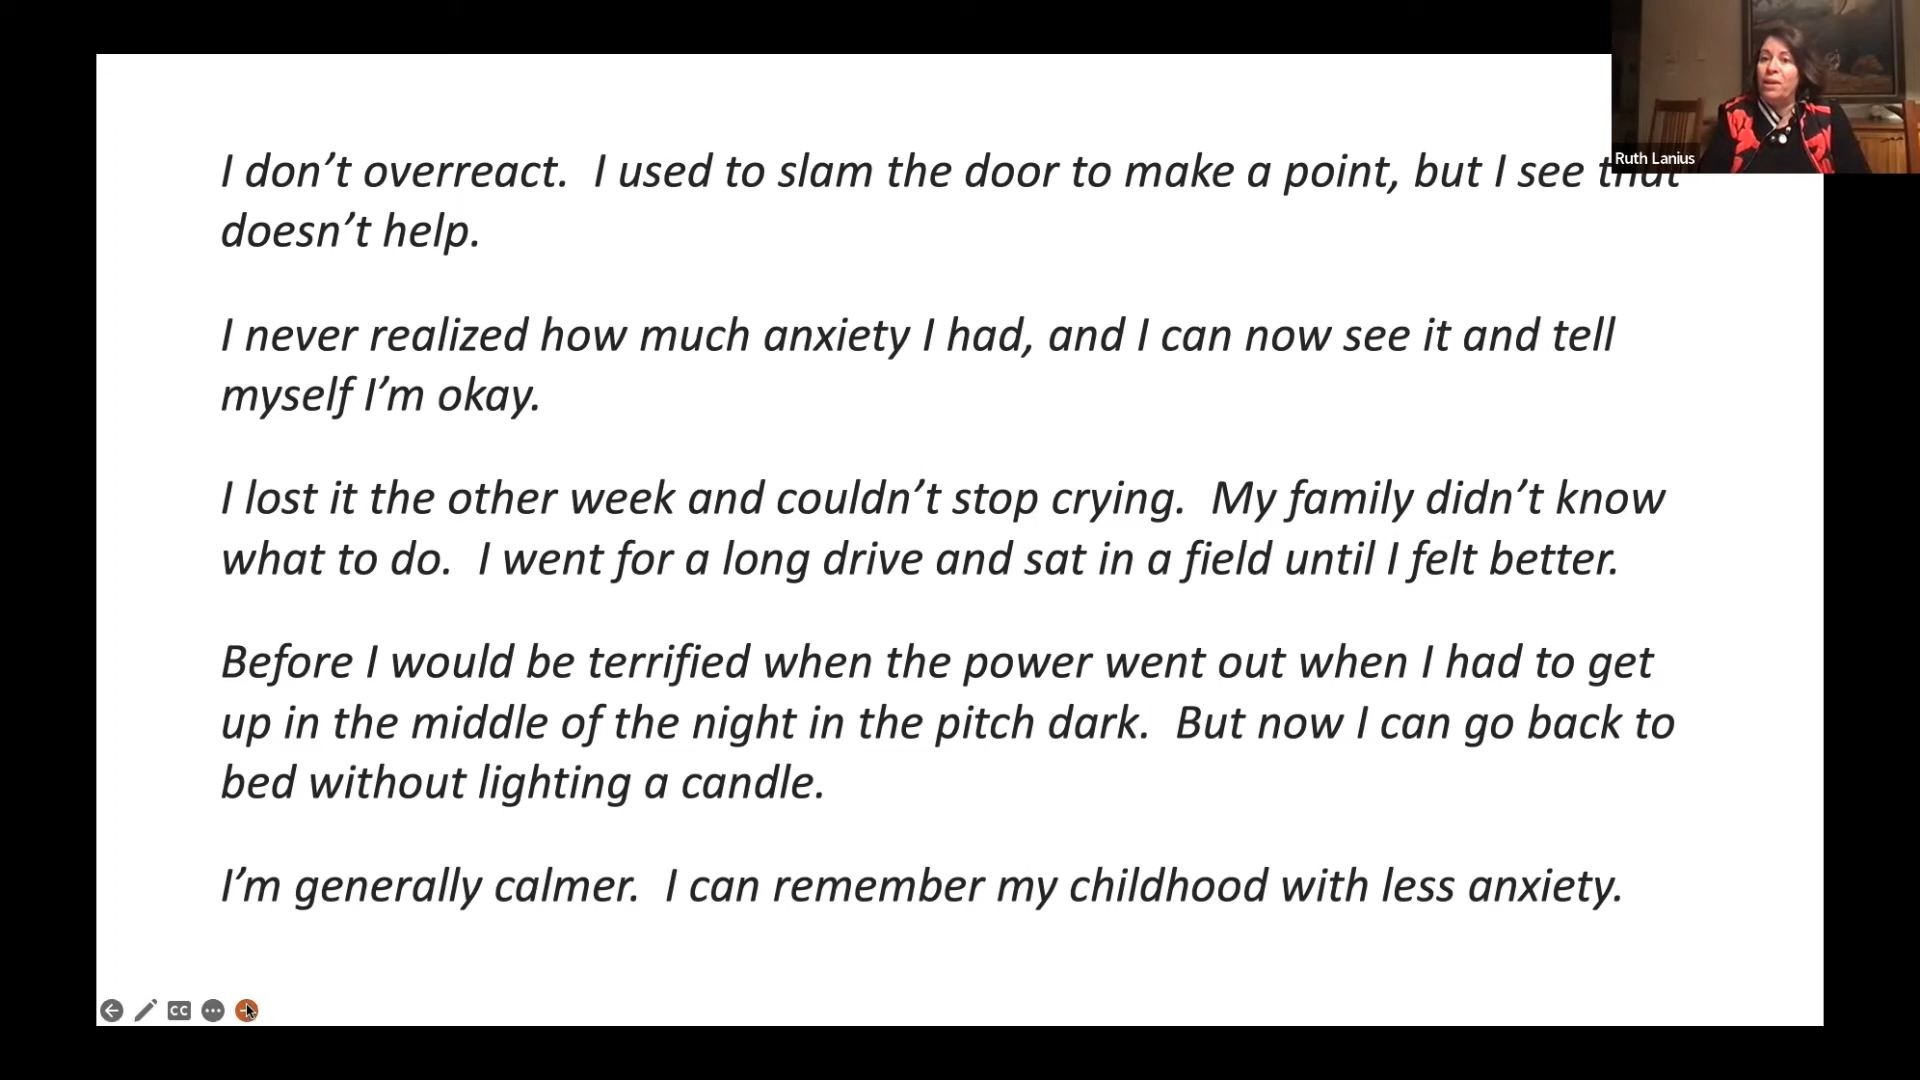 I don’t overreact.  I used to slam the door to make a point, but I see that
doesn’t help.
I never realized how much anxiety I had, and I can now see it and tell
myself I’m okay.
I lost it the other week and couldn’t stop crying.  My family didn’t know
what to do.  I went for a long drive and sat in a field until I felt better.
Before I would be terrified when the power went out when I had to get
up in the middle of the night in the pitch dark.  But now I can go back to
bed without lighting a candle.
I’m generally calmer.  I can remember my childhood with less anxiety.
Ruth Lanius
CC